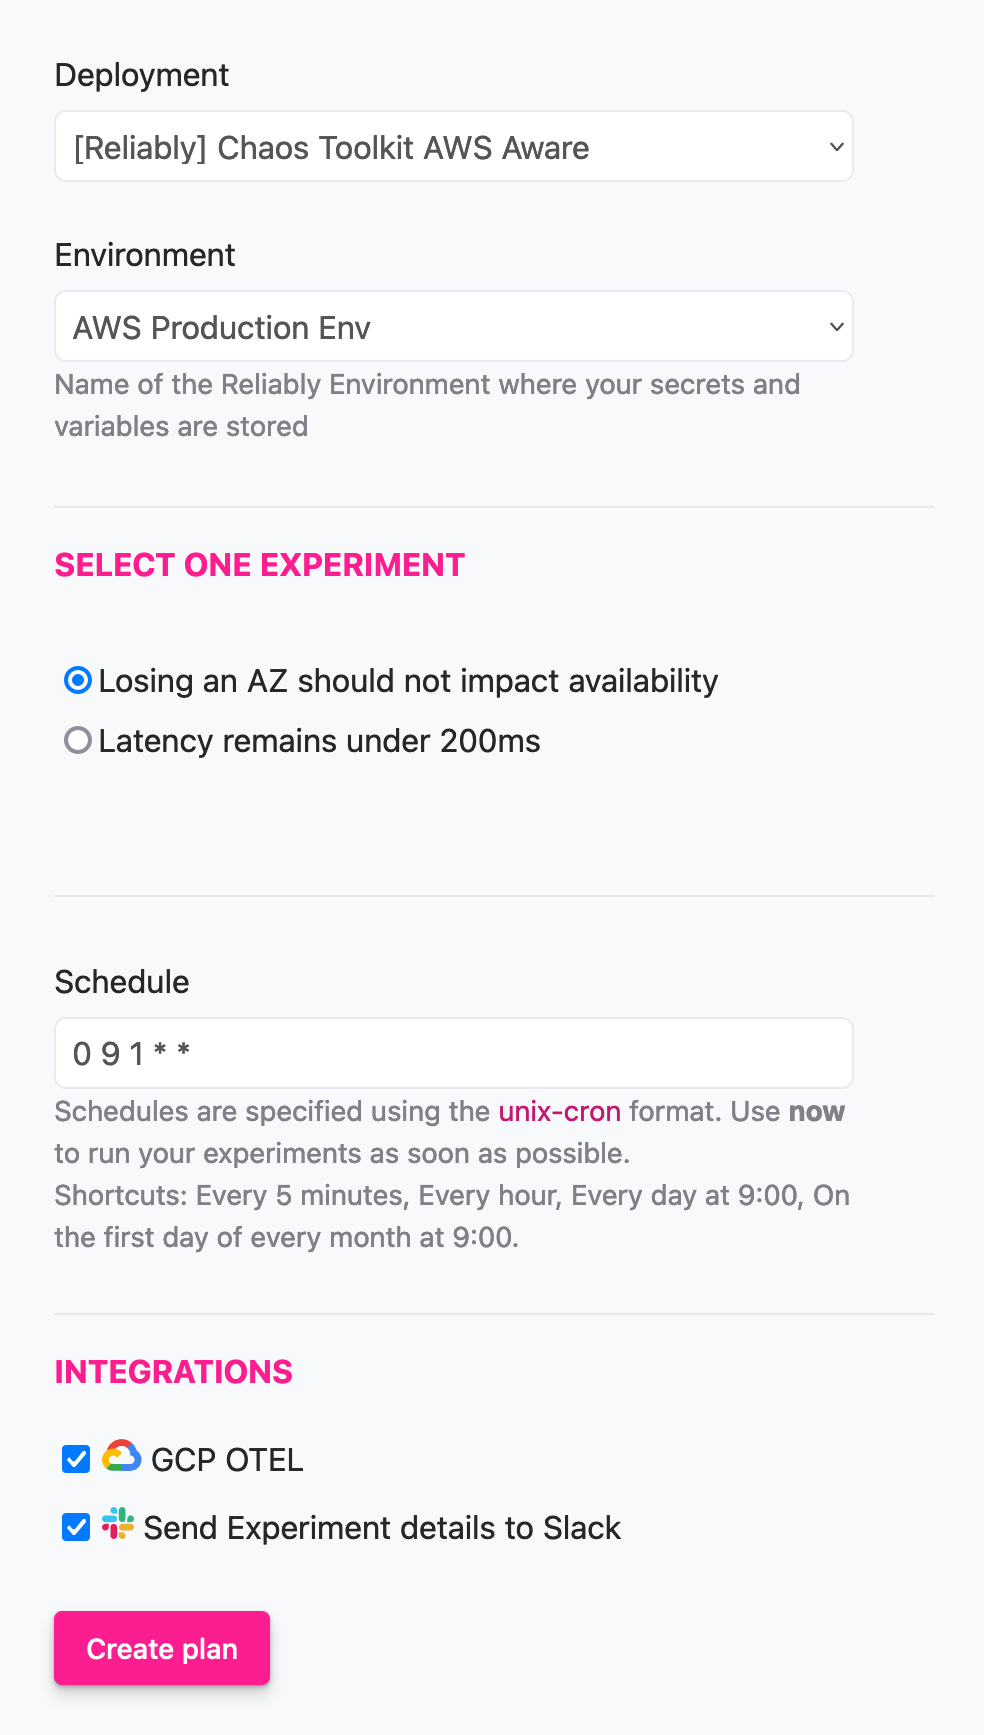 Deployment
[Reliably] Chaos Toolkit AWS Aware
Environment
AWS Production Env
Name of the Reliably Environment where your secrets and
variables are stored
SELECT ONE EXPERIMENT
Losing an AZ should not impact availability
Latency remains under 200ms
Schedule
0 9 1 * *
Schedules are specified using the unix-cron format. Use now
to run your experiments as soon as possible.
Shortcuts: Every 5 minutes, Every hour, Every day at 9:00, On
the first day of every month at 9:00.
INTEGRATIONS
GCP OTEL
Send Experiment details to Slack
Create plan